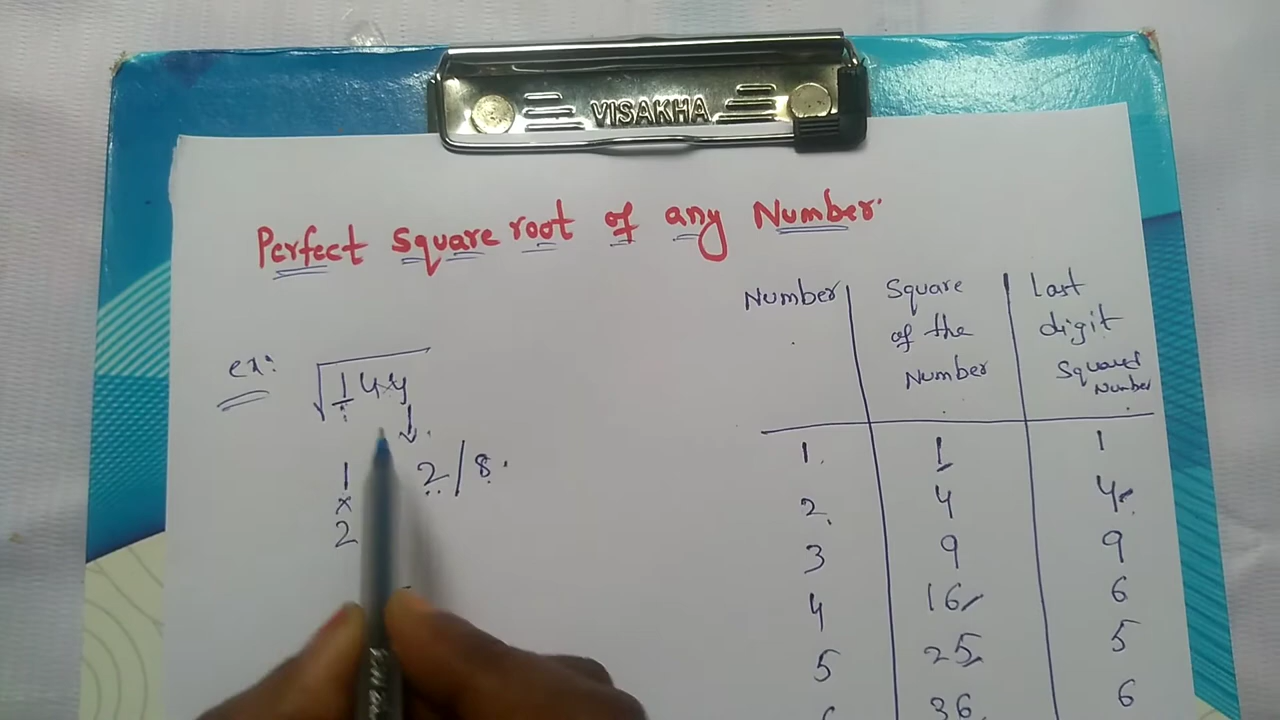 VISAKHA
Perfect Square root of any Number.
ex:
√144
1 2/8.
×
2
Number Square of the Number Last digit Squared Number
1. 1 1
2 4 4
3 9 9
4 16 6
5 25 5
36 6